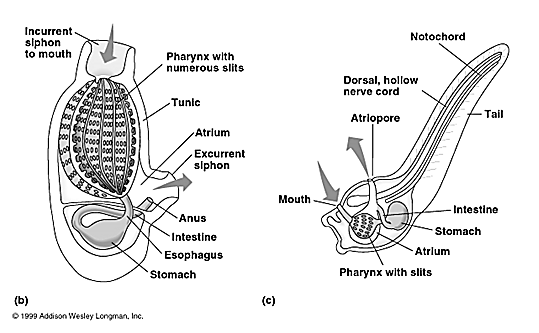 Incurrent
siphon
to mouth
Pharynx with
numerous slits
Tunic
Atrium
Excurrent
siphon
Anus
Intestine
Esophagus
Stomach
(b)
Notochord
Dorsal, hollow
nerve cord
Atriopore
Tail
Mouth
Intestine
Stomach
Atrium
Pharynx with slits
(c)
© 1999 Addison Wesley Longman, Inc.